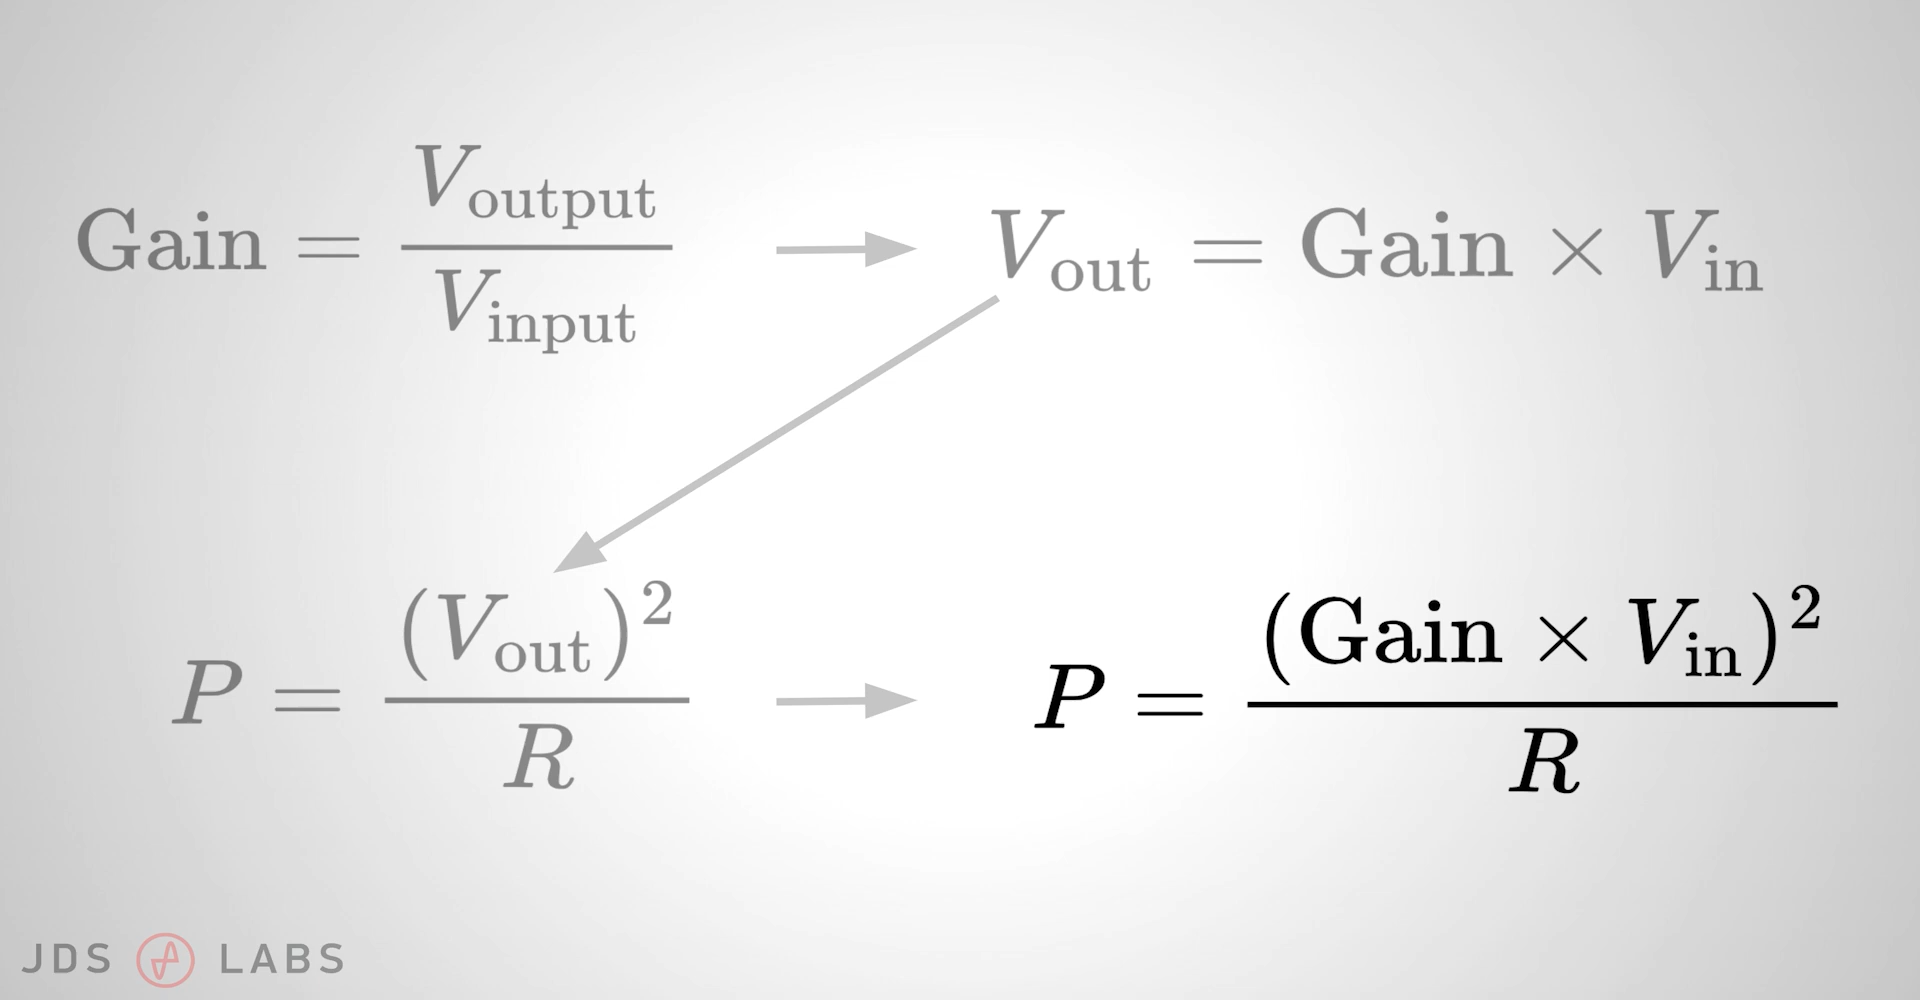 Gain = V_output / V_input → V_out = Gain × V_in
P = (V_out)² / R → P = (Gain × V_in)² / R
JDS LABS